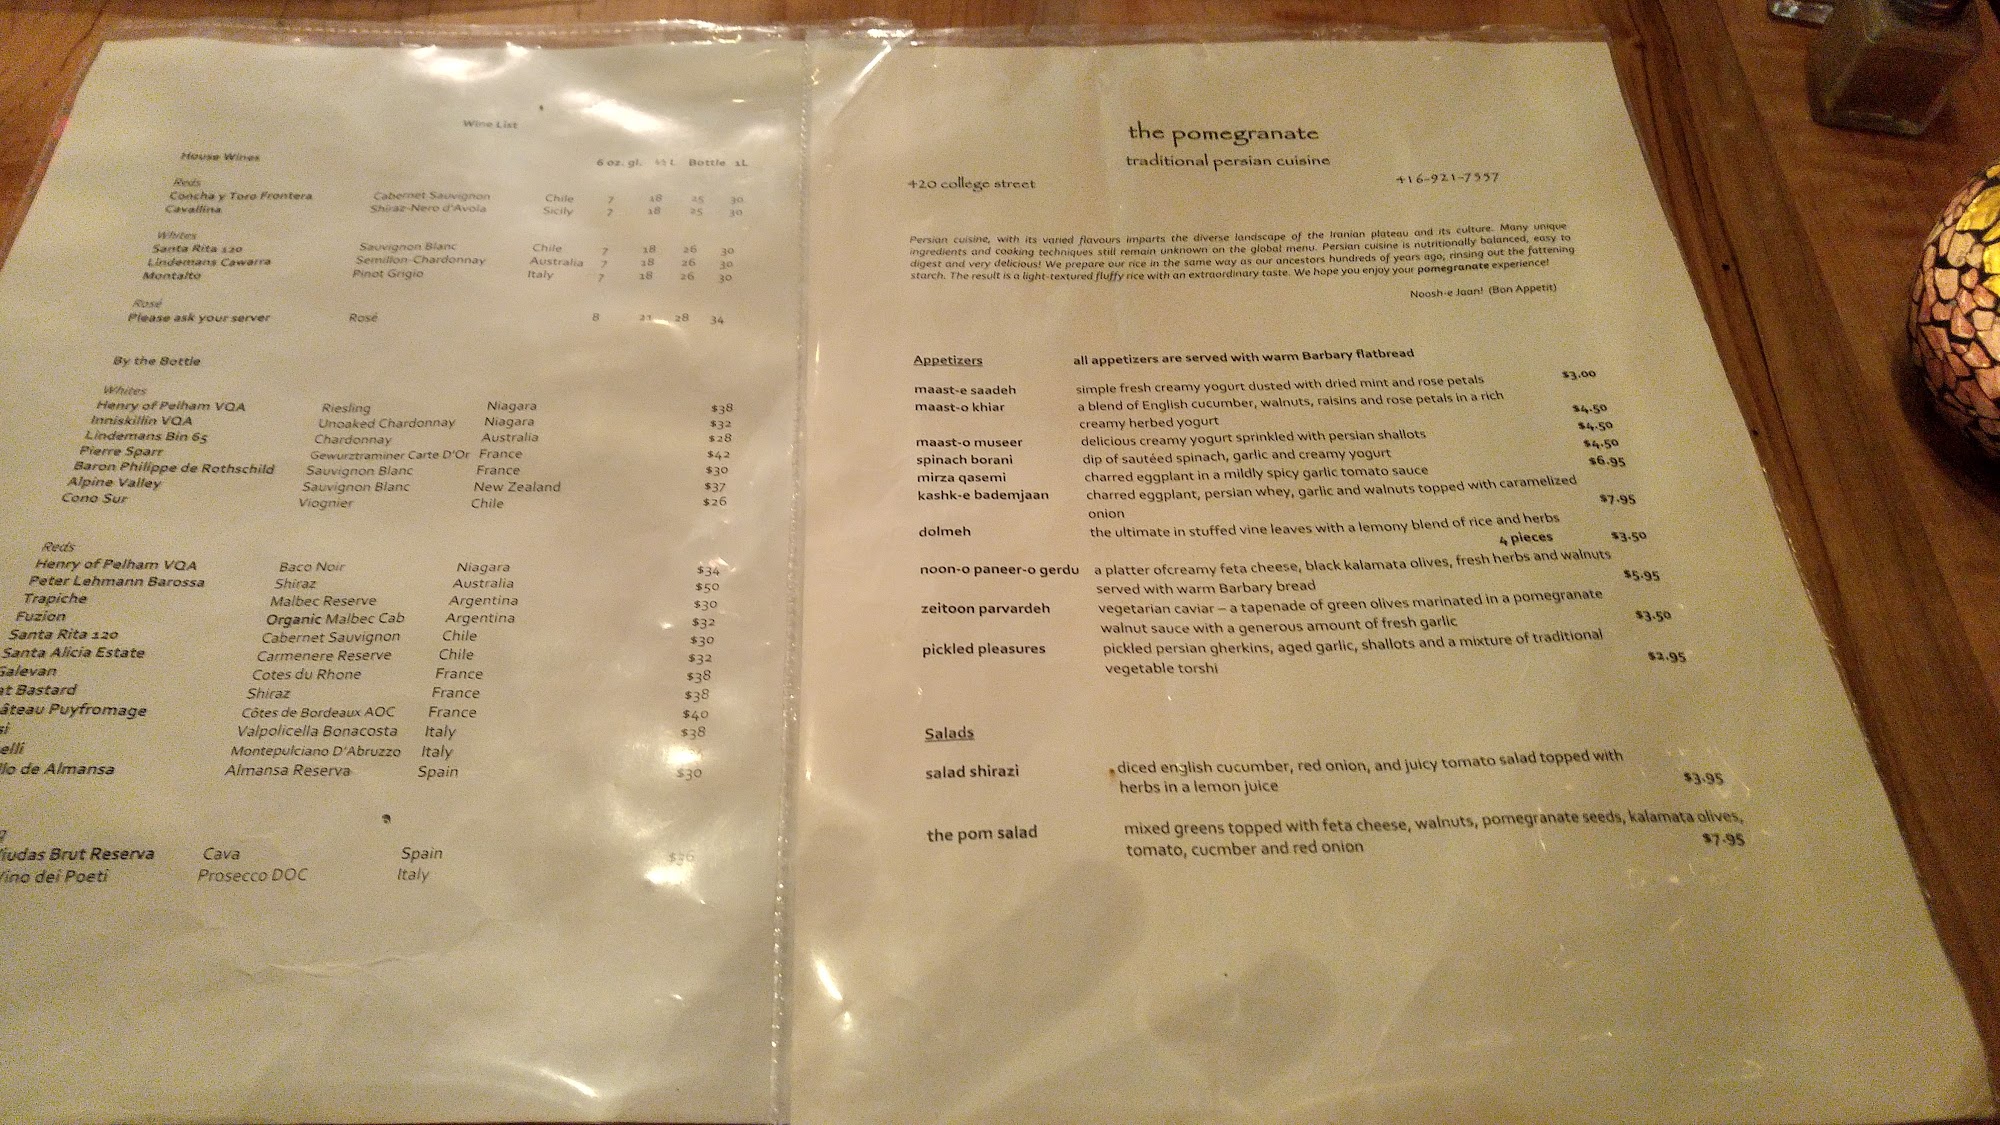 Wine List
House Wines 6 oz. gl. ½ L Bottle 1L
Reds
Concha y Toro Frontera Cabernet Sauvignon Chile 7 18 25 30
Cavallina Shiraz-Nero d'Avola Sicily 7 18 25 30
Whites
Santa Rita 120 Sauvignon Blanc Chile 7 18 26 30
Lindemans Cawarra Semillon-Chardonnay Australia 7 18 26 30
Montalto Pinot Grigio Italy 7 18 26 30
Rosé
Please ask your server Rosé 8 21 28 34
By the Bottle
Whites
Henry of Pelham VQA Riesling Niagara $38
Inniskillin VQA Unoaked Chardonnay Niagara $32
Lindemans Bin 65 Chardonnay Australia $28
Pierre Sparr Gewurztraminer Carte D'Or France $42
Baron Philippe de Rothschild Sauvignon Blanc France $30
Alpine Valley Sauvignon Blanc New Zealand $37
Cono Sur Viognier Chile $26
Reds
Henry of Pelham VQA Baco Noir Niagara $34
Peter Lehmann Barossa Shiraz Australia $50
Trapiche Malbec Reserve Argentina $30
Fuzion Organic Malbec Cab Argentina $32
Santa Rita 120 Cabernet Sauvignon Chile $30
Santa Alicia Estate Carmenere Reserve Chile $32
Galevan Cotes du Rhone France $38
at Bastard Shiraz France $38
âteau Puyfromage Côtes de Bordeaux AOC France $40
si Valpolicella Bonacosta Italy $38
elli Montepulciano D'Abruzzo Italy
llo de Almansa Almansa Reserva Spain $30
g
Viudas Brut Reserva Cava Spain $36
Vino dei Poeti Prosecco DOC Italy
the pomegranate
traditional persian cuisine
420 college street 416-921-7557
Persian cuisine, with its varied flavours imparts the diverse landscape of the Iranian plateau and its culture. Many unique
ingredients and cooking techniques still remain unknown on the global menu. Persian cuisine is nutritionally balanced, easy to
digest and very delicious! We prepare our rice in the same way as our ancestors hundreds of years ago, rinsing out the fattening
starch. The result is a light-textured fluffy rice with an extraordinary taste. We hope you enjoy your pomegranate experience!
Noosh-e Jaan! (Bon Appetit)
Appetizers all appetizers are served with warm Barbary flatbread
maast-e saadeh simple fresh creamy yogurt dusted with dried mint and rose petals $3.00
maast-o khiar a blend of English cucumber, walnuts, raisins and rose petals in a rich
creamy herbed yogurt $4.50
maast-o museer delicious creamy yogurt sprinkled with persian shallots $4.50
spinach borani dip of sautéed spinach, garlic and creamy yogurt $4.50
mirza qasemi charred eggplant in a mildly spicy garlic tomato sauce $6.95
kashk-e bademjaan charred eggplant, persian whey, garlic and walnuts topped with caramelized
onion $7.95
dolmeh the ultimate in stuffed vine leaves with a lemony blend of rice and herbs
4 pieces $3.50
noon-o paneer-o gerdu a platter ofcreamy feta cheese, black kalamata olives, fresh herbs and walnuts
served with warm Barbary bread $5.95
zeitoon parvardeh vegetarian caviar – a tapenade of green olives marinated in a pomegranate
walnut sauce with a generous amount of fresh garlic $3.50
pickled pleasures pickled persian gherkins, aged garlic, shallots and a mixture of traditional
vegetable torshi $2.95
Salads
salad shirazi diced english cucumber, red onion, and juicy tomato salad topped with
herbs in a lemon juice $3.95
the pom salad mixed greens topped with feta cheese, walnuts, pomegranate seeds, kalamata olives,
tomato, cucmber and red onion $7.95